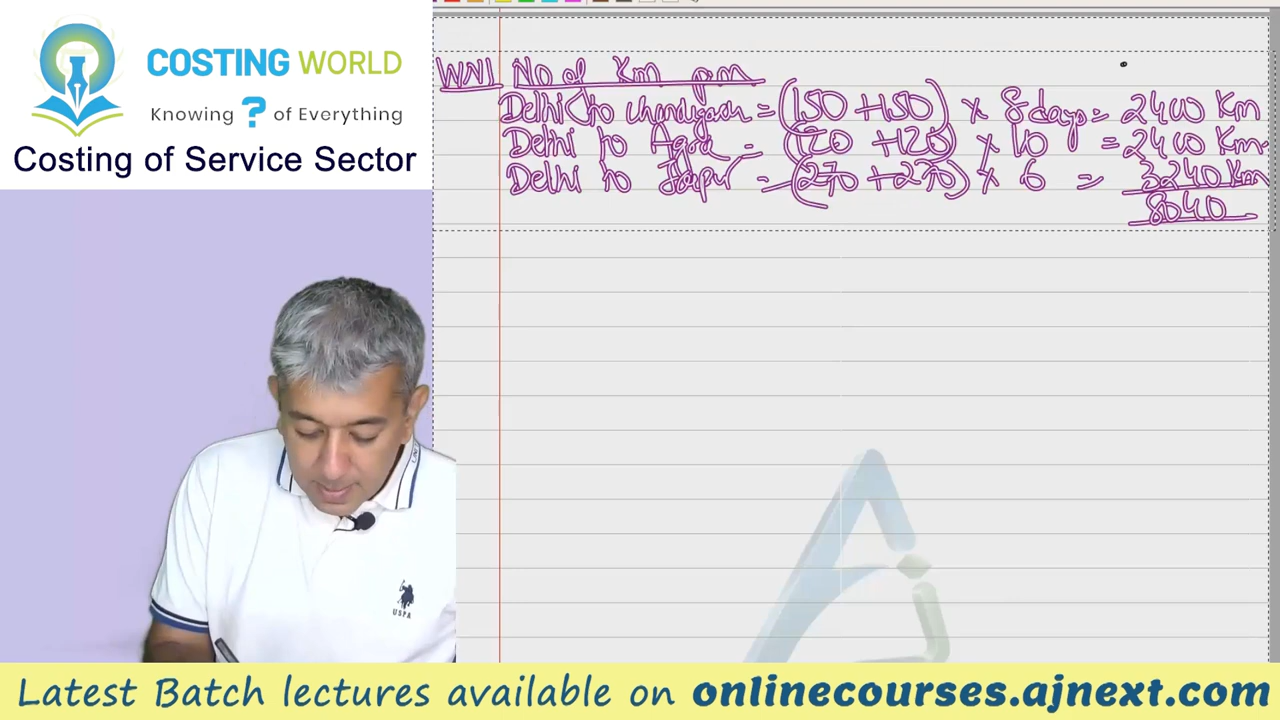 COSTING WORLD
Knowing ? of Everything
Costing of Service Sector
WN1 No of Km p.m
Delhi to Chandigarh = (150 + 150) × 8 days = 2400 Km
Delhi to Agra = (120 + 120) × 10 = 2400 Km
Delhi to Jaipur = (270 + 270) × 6 = 3240 Km
8040
USPA
Latest Batch lectures available on onlinecourses.ajnext.com